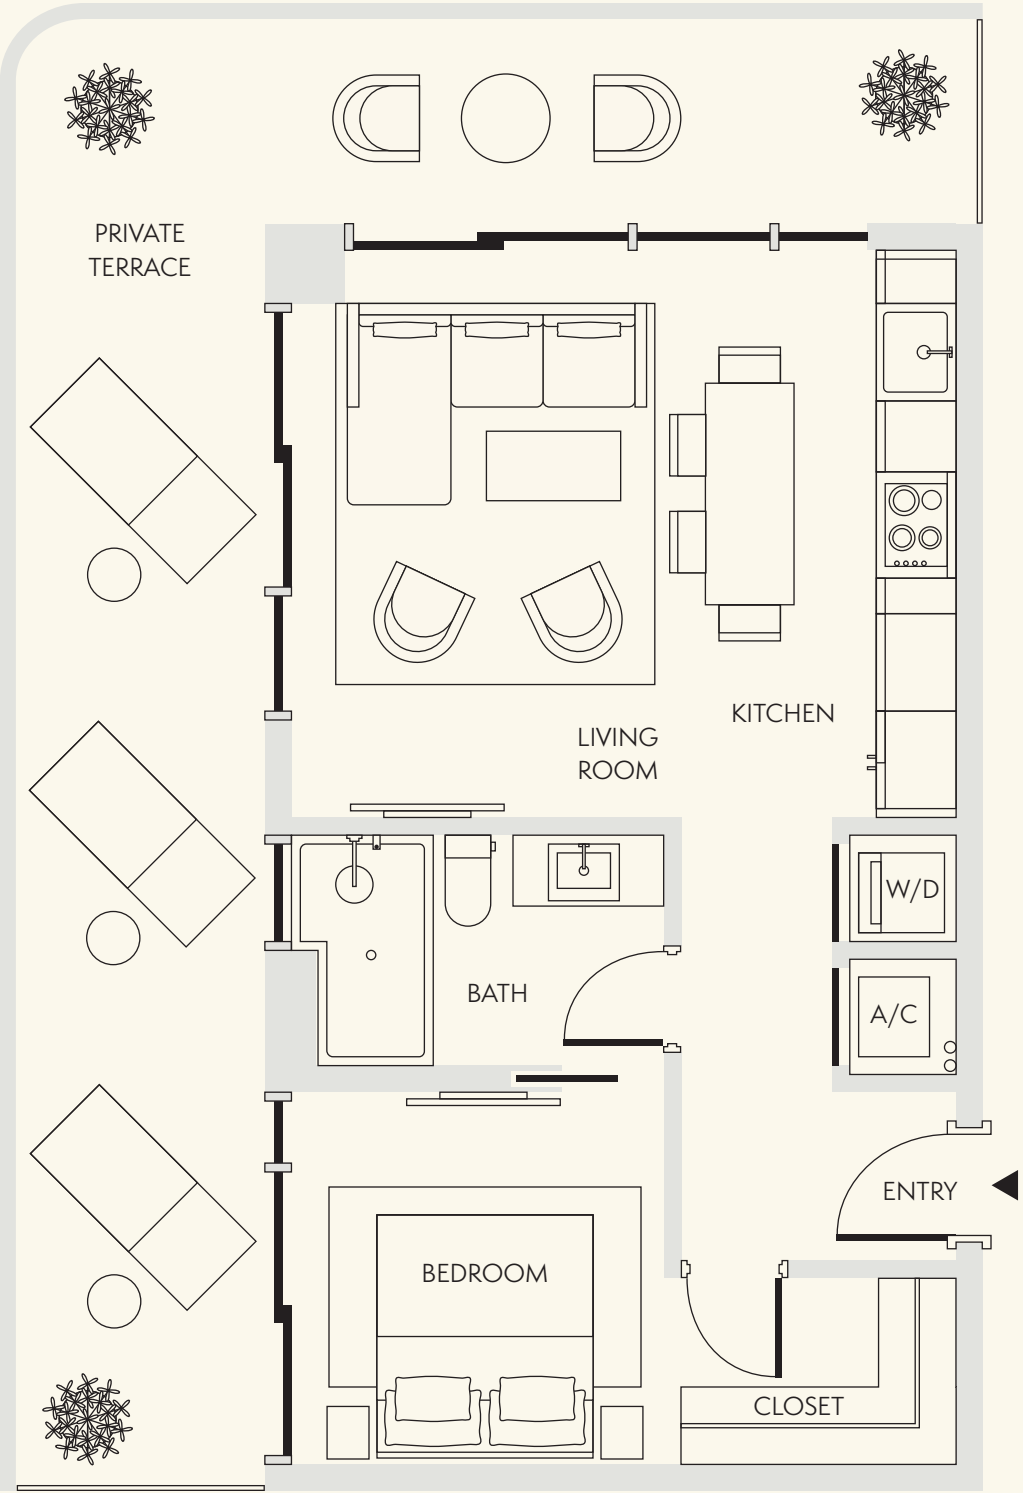 PRIVATE
TERRACE
KITCHEN
LIVING
ROOM
W/D
BATH
A/C
ENTRY
BEDROOM
CLOSET